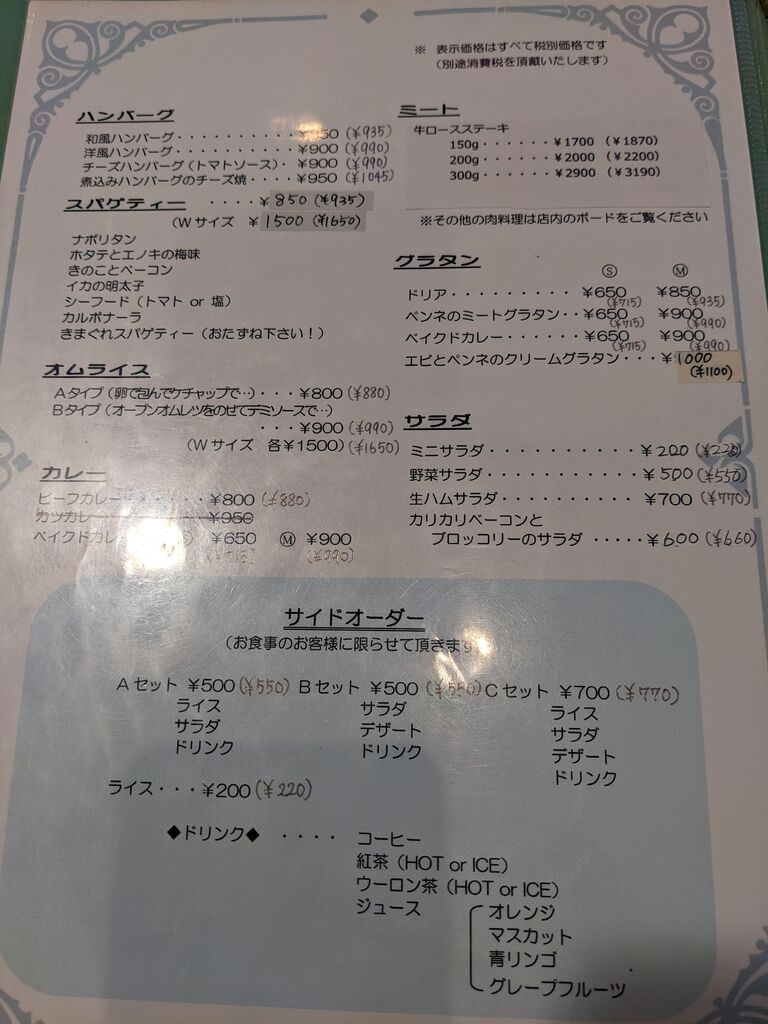 ※ 表示価格はすべて税別価格です
（別途消費税を頂戴いたします）
ハンバーグ
和風ハンバーグ・・・・・・・・・¥850 (¥935)
洋風ハンバーグ・・・・・・・・・¥900 (¥990)
チーズハンバーグ（トマトソース）・¥900 (¥990)
煮込みハンバーグのチーズ焼・・・・¥950 (¥1045)
スパゲティー ・・・・¥ 850 (¥935)
（Wサイズ ¥ 1500 (¥1650)
ナポリタン
ホタテとエノキの梅味
きのことベーコン
イカの明太子
シーフード（トマト or 塩）
カルボナーラ
きまぐれスパゲティー（おたずね下さい！）
オムライス
Aタイプ（卵で包んでケチャップで…）・・・¥800 (¥880)
Bタイプ（オープンオムレツをのせてデミソースで…）
・・・¥900 (¥990)
（Wサイズ 各¥1500）(¥1650)
カレー
ビーフカレー・・・・・・・¥800 (¥880)
カツカレー・・・・・・・・¥950
ベイクドカレー ¥650 Ⓜ ¥900
(¥715) (¥990)
ミート
牛ロースステーキ
150g・・・・・・¥1700 （¥1870）
200g・・・・・・¥2000 （¥2200）
300g・・・・・・¥2900 （¥3190）
※その他の肉料理は店内のボードをご覧ください
グラタン
Ⓢ Ⓜ
ドリア・・・・・・・・・¥650 ¥850
(¥715) (¥935)
ペンネのミートグラタン・・¥650 ¥900
(¥715) (¥990)
ベイクドカレー・・・・・・¥650 ¥900
(¥715) (¥990)
エビとペンネのクリームグラタン・・・¥1000
(¥1100)
サラダ
ミニサラダ・・・・・・・・・・・¥200 (¥220)
野菜サラダ・・・・・・・・・・・¥500 (¥550)
生ハムサラダ・・・・・・・・・・¥700 (¥770)
カリカリベーコンと
ブロッコリーのサラダ ・・・・・¥600 (¥660)
サイドオーダー
（お食事のお客様に限らせて頂きます）
Aセット ¥500 (¥550) Bセット ¥500 (¥550) Cセット ¥700 (¥770)
ライス サラダ ライス
サラダ デザート サラダ
ドリンク ドリンク デザート
ドリンク
ライス・・・¥200 (¥220)
◆ドリンク◆ ・・・・ コーヒー
紅茶（HOT or ICE）
ウーロン茶（HOT or ICE）
ジュース オレンジ
マスカット
青リンゴ
グレープフルーツ